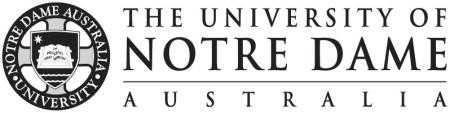 NOTRE DAME AUSTRALIA
• UNIVERSITY •
THE UNIVERSITY OF
NOTRE DAME
AUSTRALIA